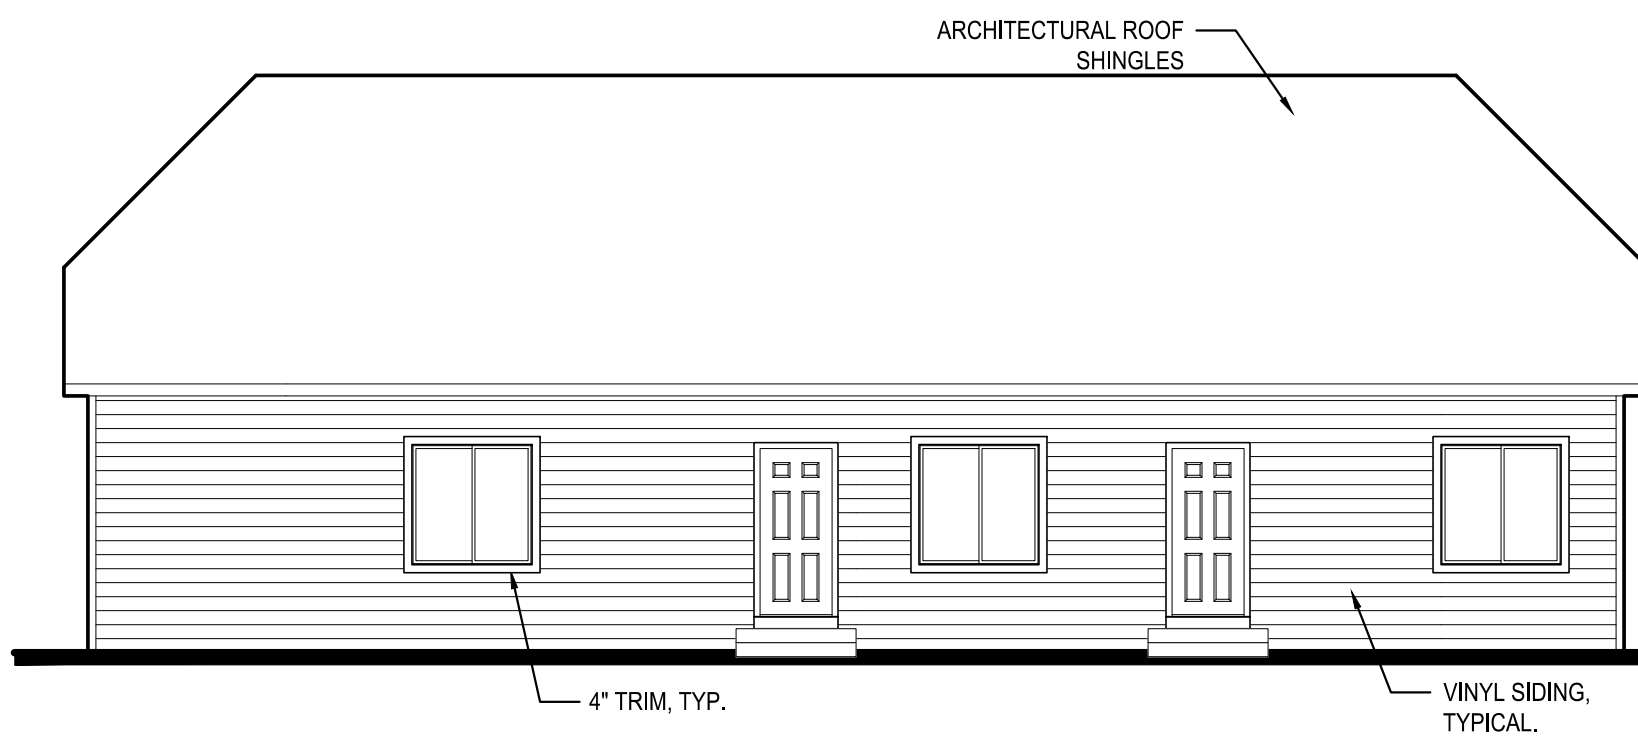 ARCHITECTURAL ROOF
SHINGLES
4" TRIM, TYP.
VINYL SIDING,
TYPICAL.